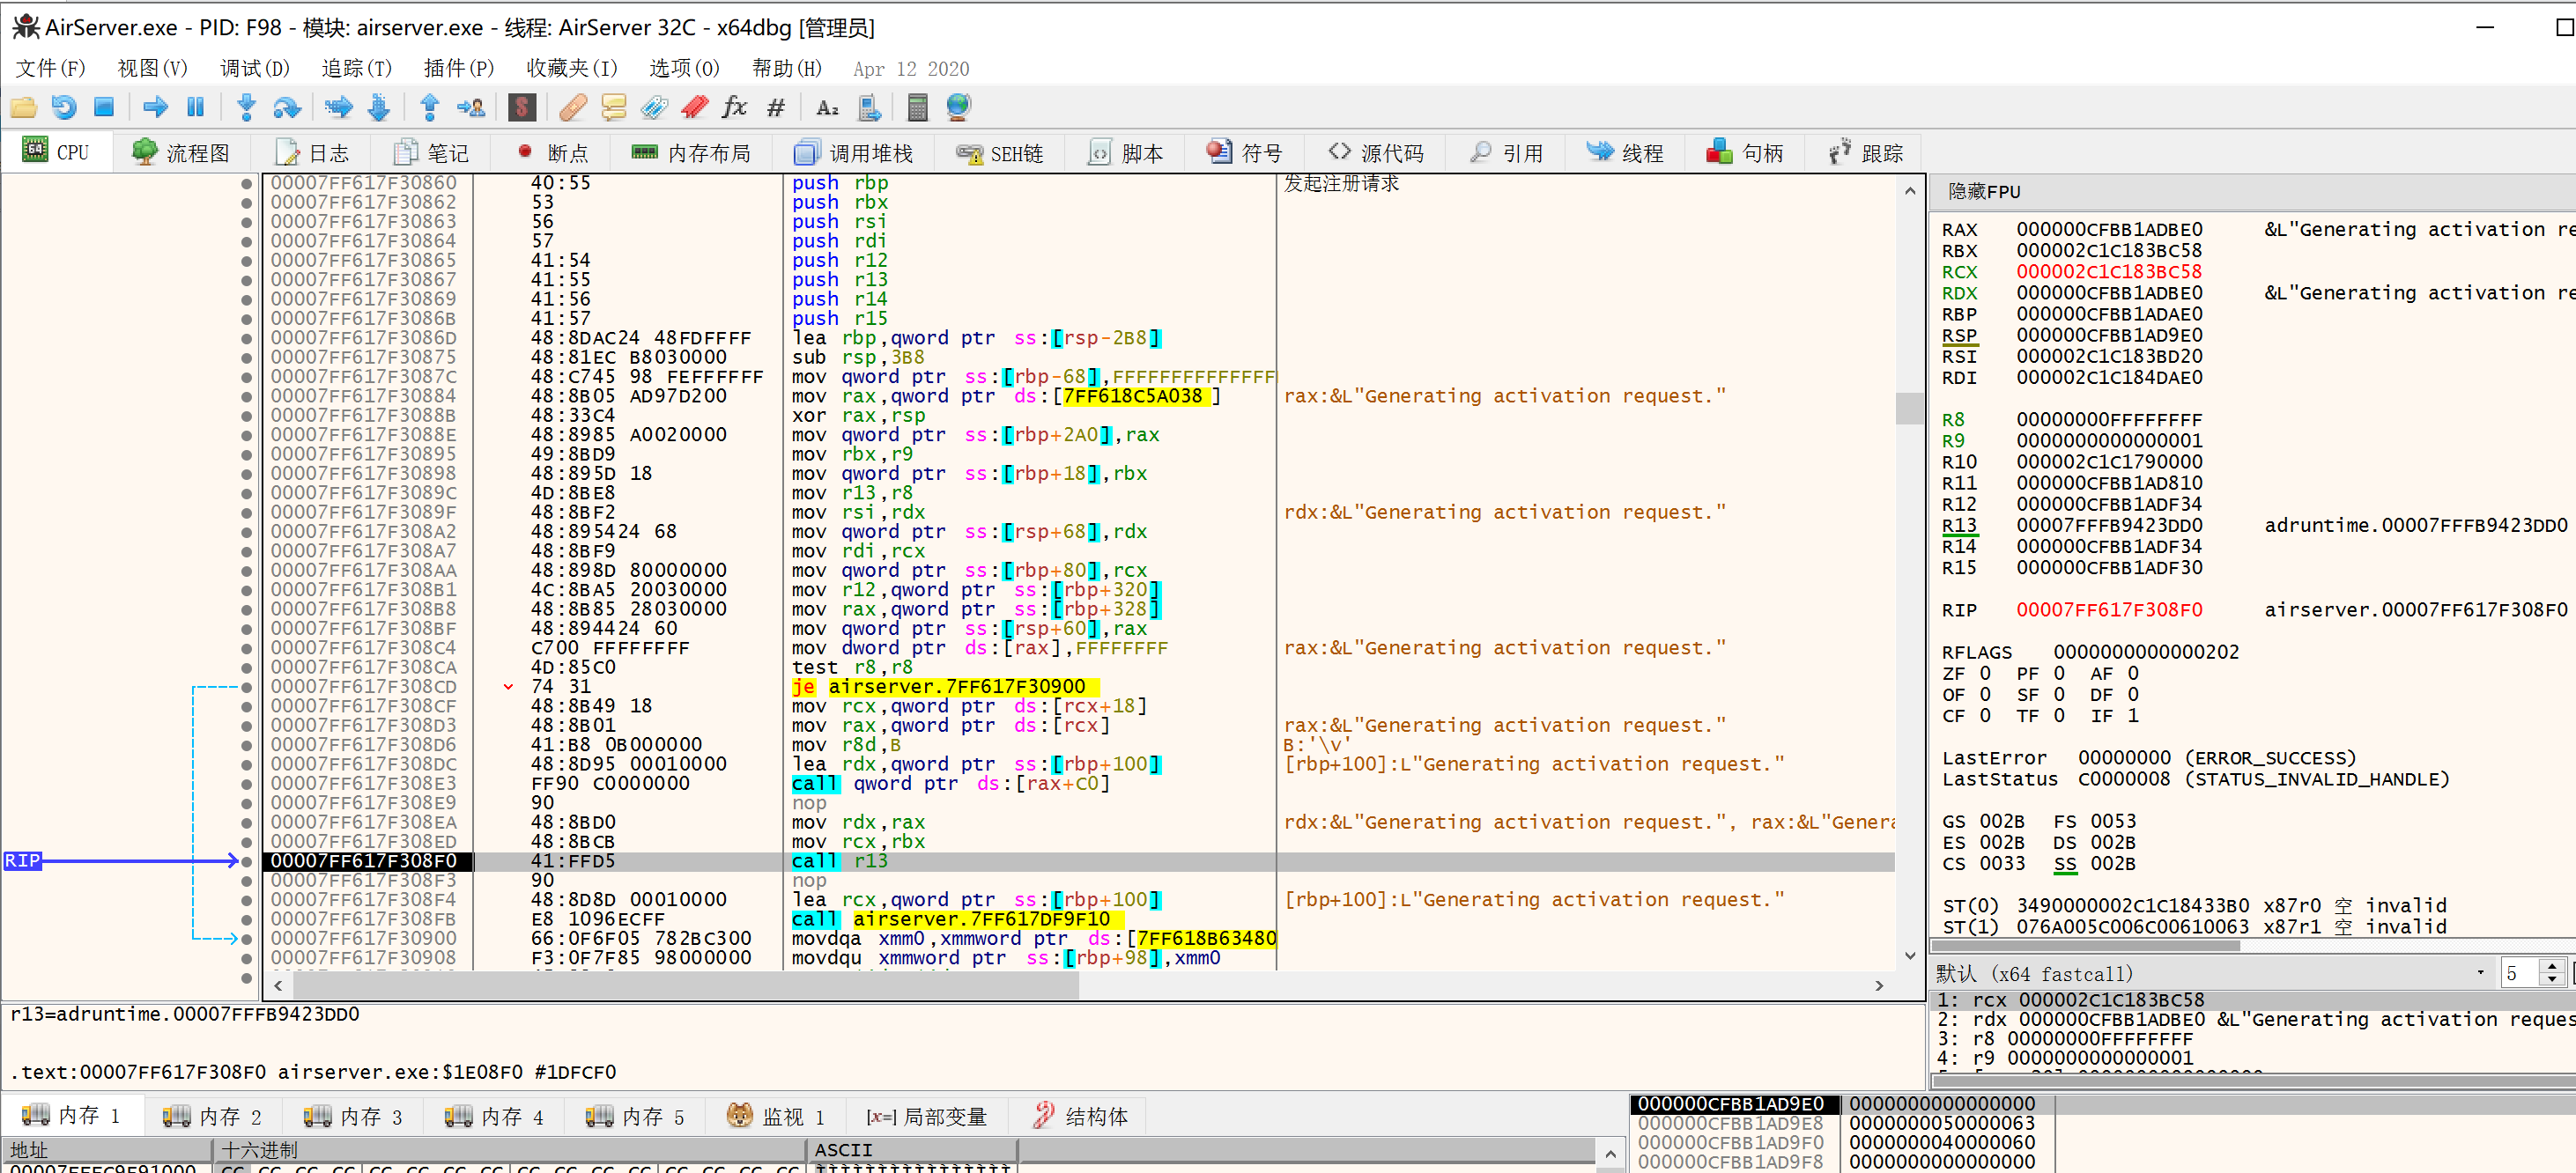 AirServer.exe - PID: F98 - 模块: airserver.exe - 线程: AirServer 32C - x64dbg [管理员]
文件(F) 视图(V) 调试(D) 追踪(T) 插件(P) 收藏夹(I) 选项(O) 帮助(H) Apr 12 2020
CPU 流程图 日志 笔记 断点 内存布局 调用堆栈 SEH链 脚本 符号 源代码 引用 线程 句柄 跟踪
00007FF617F30860 40:55 push rbp 发起注册请求
00007FF617F30862 53 push rbx
00007FF617F30863 56 push rsi
00007FF617F30864 57 push rdi
00007FF617F30865 41:54 push r12
00007FF617F30867 41:55 push r13
00007FF617F30869 41:56 push r14
00007FF617F3086B 41:57 push r15
00007FF617F3086D 48:8DAC24 48FDFFFF lea rbp,qword ptr ss:[rsp-2B8]
00007FF617F30875 48:81EC B8030000 sub rsp,3B8
00007FF617F3087C 48:C745 98 FEFFFFFF mov qword ptr ss:[rbp-68],FFFFFFFFFFFFFF
00007FF617F30884 48:8B05 AD97D200 mov rax,qword ptr ds:[7FF618C5A038] rax:&L"Generating activation request."
00007FF617F3088B 48:33C4 xor rax,rsp
00007FF617F3088E 48:8985 A0020000 mov qword ptr ss:[rbp+2A0],rax
00007FF617F30895 49:8BD9 mov rbx,r9
00007FF617F30898 48:895D 18 mov qword ptr ss:[rbp+18],rbx
00007FF617F3089C 4D:8BE8 mov r13,r8
00007FF617F3089F 48:8BF2 mov rsi,rdx rdx:&L"Generating activation request."
00007FF617F308A2 48:895424 68 mov qword ptr ss:[rsp+68],rdx
00007FF617F308A7 48:8BF9 mov rdi,rcx
00007FF617F308AA 48:898D 80000000 mov qword ptr ss:[rbp+80],rcx
00007FF617F308B1 4C:8BA5 20030000 mov r12,qword ptr ss:[rbp+320]
00007FF617F308B8 48:8B85 28030000 mov rax,qword ptr ss:[rbp+328]
00007FF617F308BF 48:894424 60 mov qword ptr ss:[rsp+60],rax
00007FF617F308C4 C700 FFFFFFFF mov dword ptr ds:[rax],FFFFFFFF rax:&L"Generating activation request."
00007FF617F308CA 4D:85C0 test r8,r8
00007FF617F308CD 74 31 je airserver.7FF617F30900
00007FF617F308CF 48:8B49 18 mov rcx,qword ptr ds:[rcx+18]
00007FF617F308D3 48:8B01 mov rax,qword ptr ds:[rcx] rax:&L"Generating activation request."
00007FF617F308D6 41:B8 0B000000 mov r8d,B B:'\v'
00007FF617F308DC 48:8D95 00010000 lea rdx,qword ptr ss:[rbp+100] [rbp+100]:L"Generating activation request."
00007FF617F308E3 FF90 C0000000 call qword ptr ds:[rax+C0]
00007FF617F308E9 90 nop
00007FF617F308EA 48:8BD0 mov rdx,rax rdx:&L"Generating activation request.", rax:&L"Genera
00007FF617F308ED 48:8BCB mov rcx,rbx
RIP 00007FF617F308F0 41:FFD5 call r13
00007FF617F308F3 90 nop
00007FF617F308F4 48:8D8D 00010000 lea rcx,qword ptr ss:[rbp+100] [rbp+100]:L"Generating activation request."
00007FF617F308FB E8 1096ECFF call airserver.7FF617DF9F10
00007FF617F30900 66:0F6F05 782BC300 movdqa xmm0,xmmword ptr ds:[7FF618B63480
00007FF617F30908 F3:0F7F85 98000000 movdqu xmmword ptr ss:[rbp+98],xmm0
隐藏FPU
RAX 000000CFBB1ADBE0 &L"Generating activation re
RBX 000002C1C183BC58
RCX 000002C1C183BC58
RDX 000000CFBB1ADBE0 &L"Generating activation re
RBP 000000CFBB1ADAE0
RSP 000000CFBB1AD9E0
RSI 000002C1C183BD20
RDI 000002C1C184DAE0
R8 00000000FFFFFFFF
R9 0000000000000001
R10 000002C1C1790000
R11 000000CFBB1AD810
R12 000000CFBB1ADF34
R13 00007FFFB9423DD0 adruntime.00007FFFB9423DD0
R14 000000CFBB1ADF34
R15 000000CFBB1ADF30
RIP 00007FF617F308F0 airserver.00007FF617F308F0
RFLAGS 0000000000000202
ZF 0 PF 0 AF 0
OF 0 SF 0 DF 0
CF 0 TF 0 IF 1
LastError 00000000 (ERROR_SUCCESS)
LastStatus C0000008 (STATUS_INVALID_HANDLE)
GS 002B FS 0053
ES 002B DS 002B
CS 0033 SS 002B
ST(0) 3490000002C1C18433B0 x87r0 空 invalid
ST(1) 076A005C006C00610063 x87r1 空 invalid
默认 (x64 fastcall) 5
1: rcx 000002C1C183BC58
2: rdx 000000CFBB1ADBE0 &L"Generating activation reques
3: r8 00000000FFFFFFFF
4: r9 0000000000000001
r13=adruntime.00007FFFB9423DD0
.text:00007FF617F308F0 airserver.exe:$1E08F0 #1DFCF0
内存 1 内存 2 内存 3 内存 4 内存 5 监视 1 [x=] 局部变量 结构体
地址 十六进制 ASCII
000000CFBB1AD9E0 0000000000000000
000000CFBB1AD9E8 0000000050000063
000000CFBB1AD9F0 0000000040000060
000000CFBB1AD9F8 0000000000000000